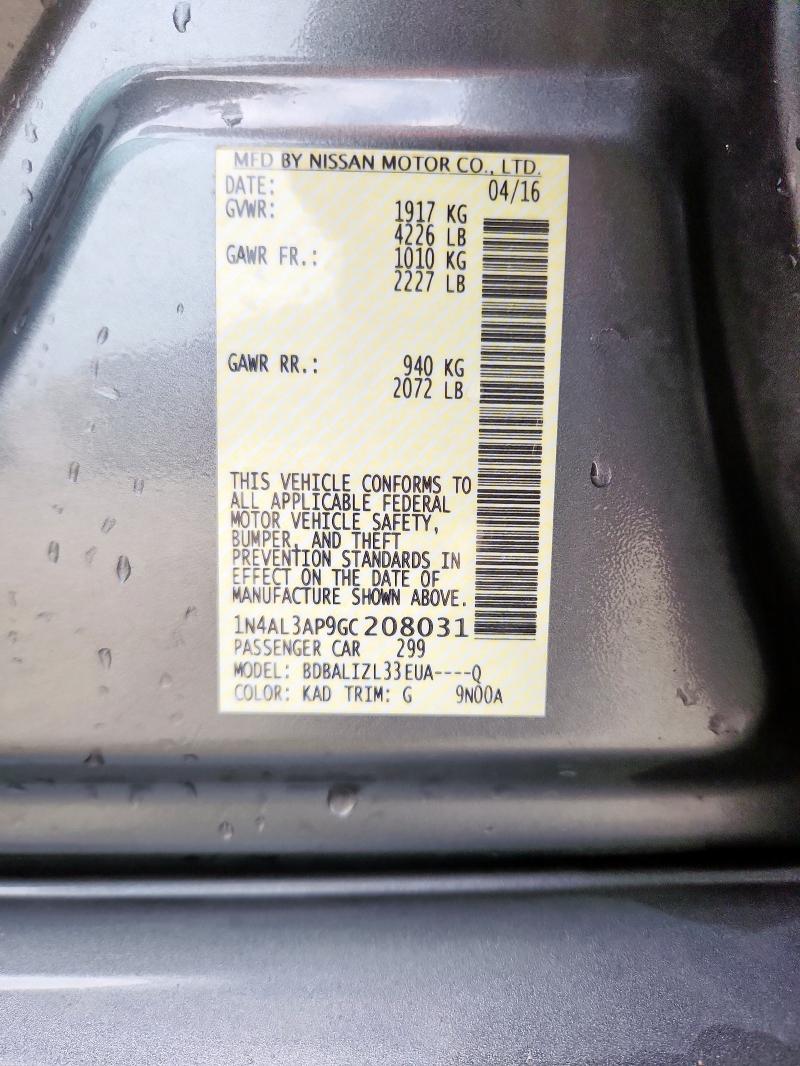 MFD BY NISSAN MOTOR CO., LTD.
DATE: 04/16
GVWR: 1917 KG
4226 LB
GAWR FR.: 1010 KG
2227 LB
GAWR RR.: 940 KG
2072 LB
THIS VEHICLE CONFORMS TO
ALL APPLICABLE FEDERAL
MOTOR VEHICLE SAFETY,
BUMPER, AND THEFT
PREVENTION STANDARDS IN
EFFECT ON THE DATE OF
MANUFACTURE SHOWN ABOVE.
1N4AL3AP9GC208031
PASSENGER CAR 299
MODEL: BDBALIZL33EUA----Q
COLOR: KAD TRIM: G 9N00A